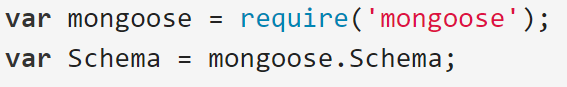 var mongoose = require('mongoose');
var Schema = mongoose.Schema;